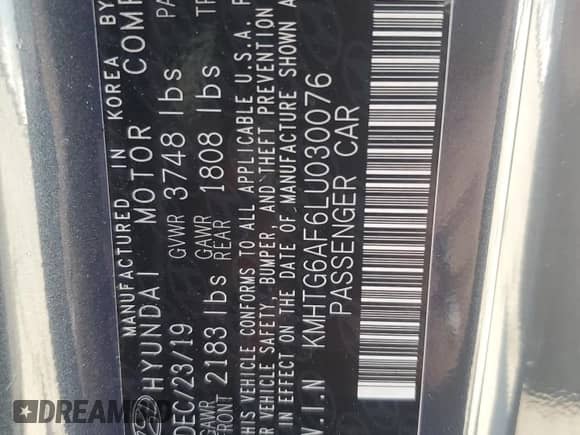 MANUFACTURED IN KOREA BY
HYUNDAI MOTOR COMP
DEC/23/19 GVWR 3748 lbs PA
GAWR FRONT 2183 lbs GAWR REAR 1808 lbs TP
THIS VEHICLE CONFORMS TO ALL APPLICABLE U.S.A. F
R VEHICLE SAFETY, BUMPER, AND THEFT PREVENTION
IN EFFECT ON THE DATE OF MANUFACTURE SHOWN A
V.I.N KMHTG6AF6LU030076
PASSENGER CAR
DREAM